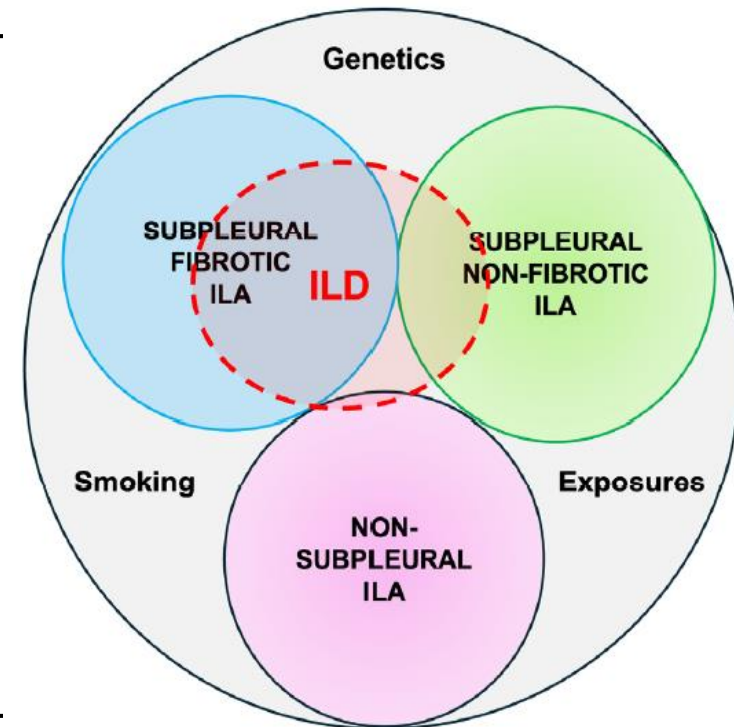 Genetics
SUBPLEURAL
FIBROTIC
ILA
ILD
SUBPLEURAL
NON-FIBROTIC
ILA
Smoking
Exposures
NON-
SUBPLEURAL
ILA